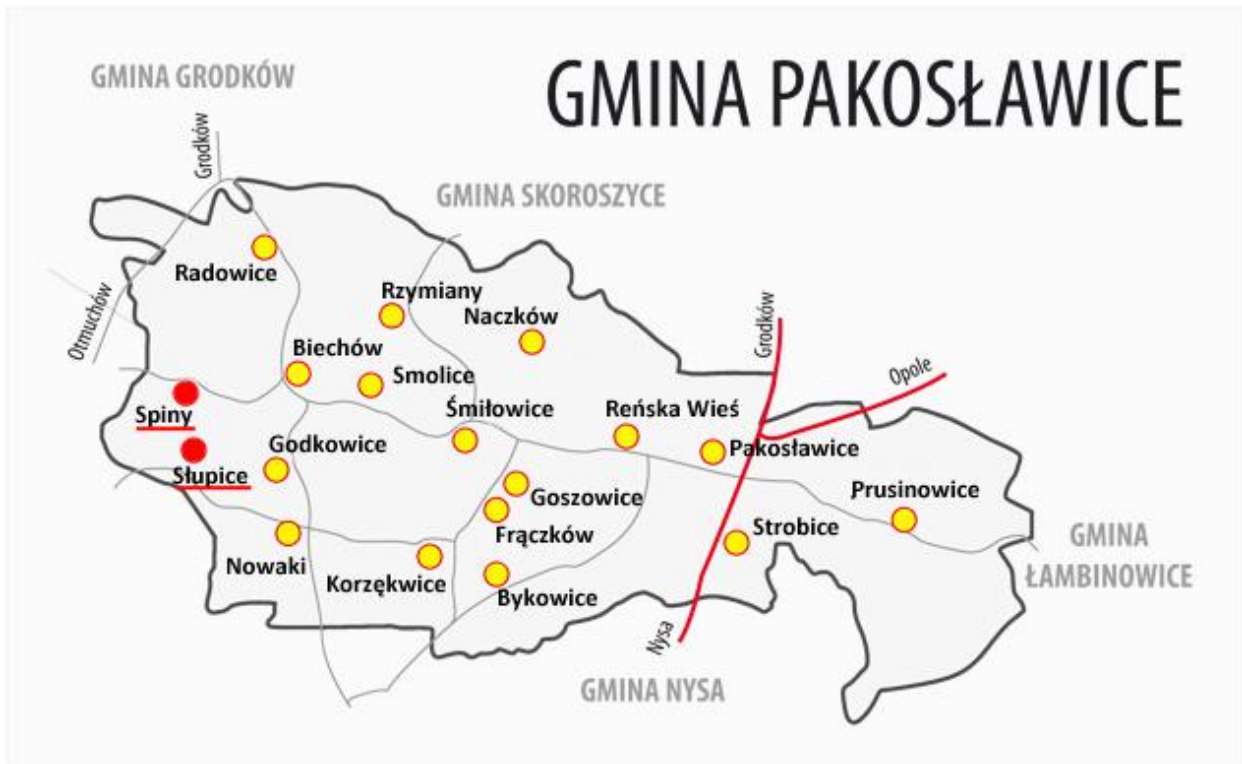 GMINA PAKOSŁAWICE
GMINA GRODKÓW
Grodków
GMINA SKOROSZYCE
Radowice
Otmuchów
Rzymiany
Naczków
Grodków
Biechów
Smolice
Opole
Spiny
Śmiłowice
Reńska Wieś
Godkowice
Pakosławice
Słupice
Goszowice
Prusinowice
Frączków
Strobice
GMINA
ŁAMBINOWICE
Nowaki
Korzękwice
Bykowice
Nysa
GMINA NYSA